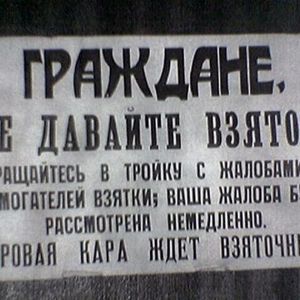 ГРАЖДАНЕ,
Е ДАВАЙТЕ ВЗЯТО
РАЩАЙТЕСЬ В ТРОЙКУ С ЖАЛОБАМИ
МОГАТЕЛЕЙ ВЗЯТКИ; ВАША ЖАЛОБА Б
РАССМОТРЕНА НЕМЕДЛЕННО.
РОВАЯ КАРА ЖДЕТ ВЗЯТОЧН